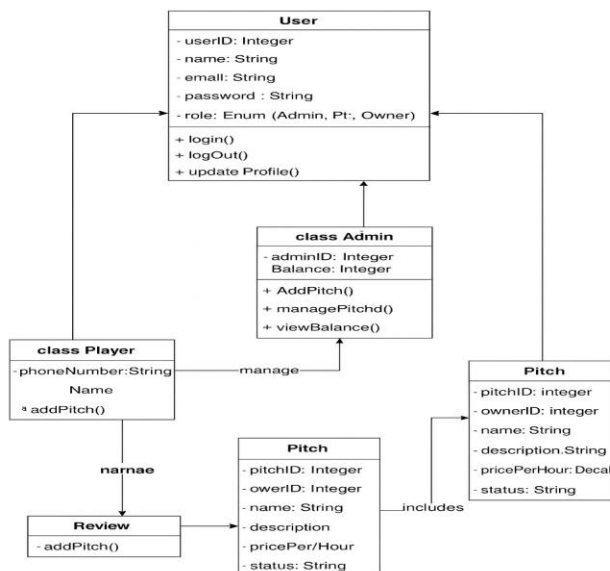 User
- userID: Integer
- name: String
- emall: String
- password : String
- role: Enum (Admin, Pt:, Owner)
+ login()
+ logOut()
+ update Profile()
class Admin
- adminID: Integer
Balance: Integer
+ AddPitch()
+ managePitchd()
+ viewBalance()
class Player
- phoneNumber:String
Name
a addPitch()
manage
narnae
Review
- addPitch()
Pitch
- pitchID: Integer
- owerID: Integer
- name: String
- description
- pricePer/Hour
- status: String
includes
Pitch
- pitchID: integer
- ownerID: integer
- name: String
- description.String
- pricePerHour: Decal
- status: String